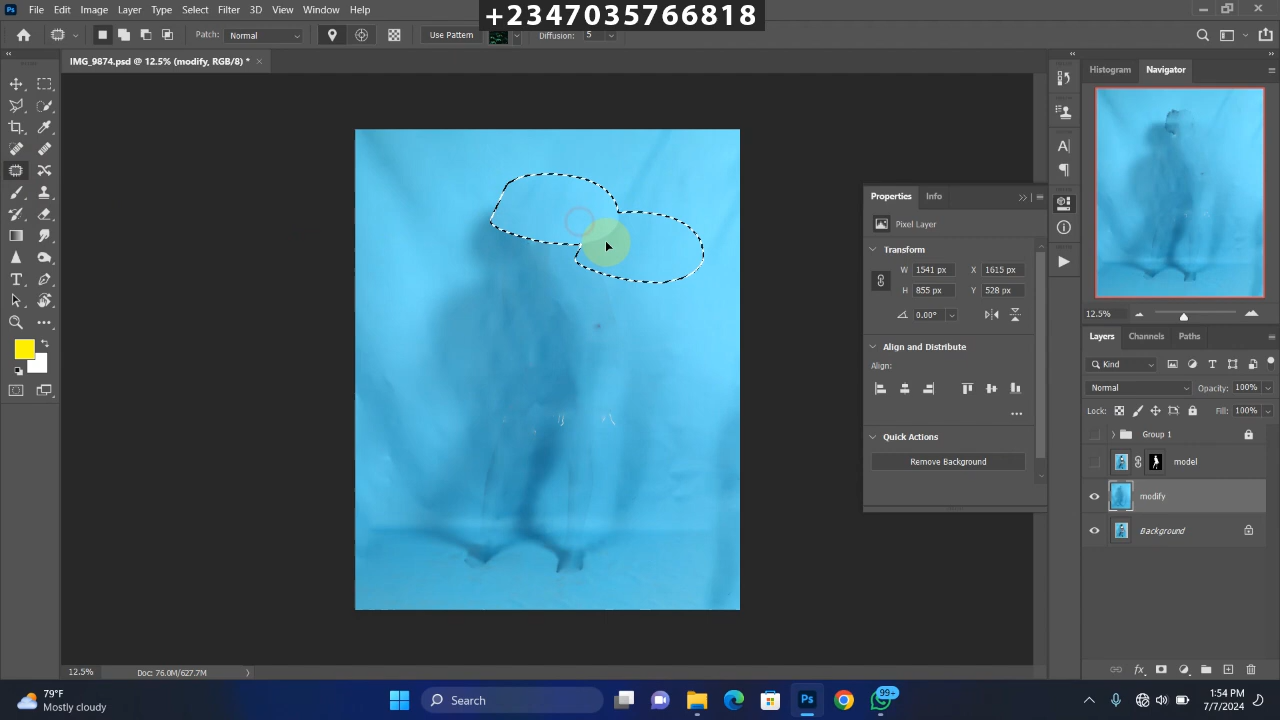 +2347035766818
File Edit Image Layer Type Select Filter 3D View Window Help
Patch: Normal Use Pattern Diffusion: 5
IMG_9874.psd @ 12.5% (modify, RGB/8) * ×
Histogram Navigator
12.5%
Properties Info
Pixel Layer
Transform
W 1541 px X 1615 px
H 855 px Y 528 px
0.00°
Align and Distribute
Align:
Quick Actions
Remove Background
Layers Channels Paths
Kind
Normal Opacity: 100%
Lock: Fill: 100%
Group 1
model
modify
Background
12.5% Doc: 76.0M/627.7M
79°F
Mostly cloudy
Search
99+
1:54 PM
7/7/2024